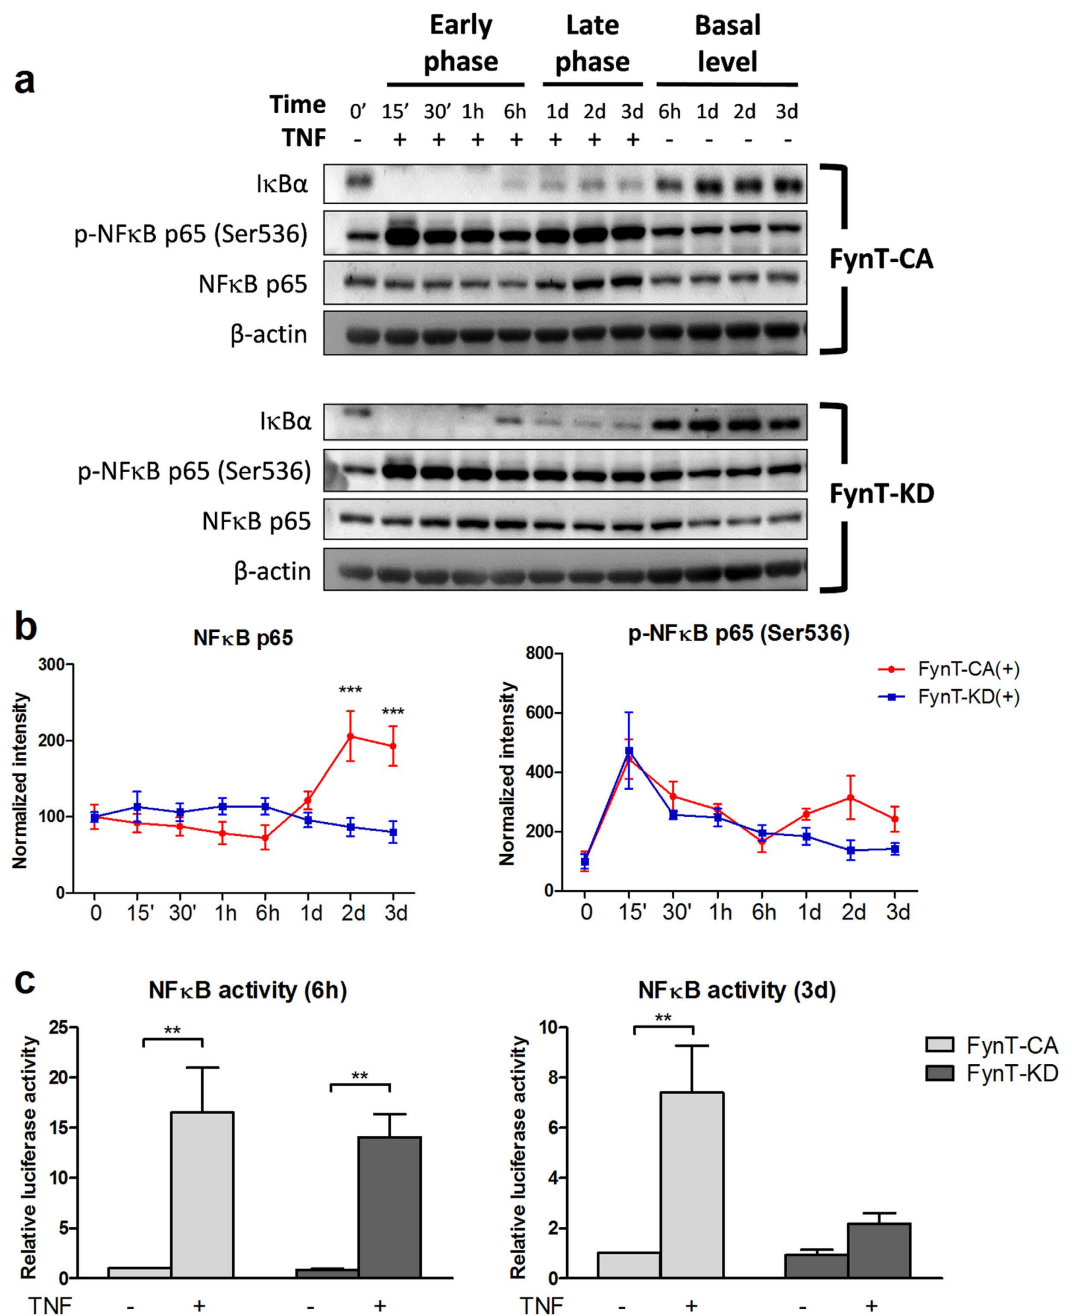 Early phase
Late phase
Basal level
a
Time 0' 15' 30' 1h 6h 1d 2d 3d 6h 1d 2d 3d
TNF - + + + + + + + - - - -
IκBα
p-NFκB p65 (Ser536)
NFκB p65
β-actin
FynT-CA
IκBα
p-NFκB p65 (Ser536)
NFκB p65
β-actin
FynT-KD
b
NFκB p65
Normalized intensity
300
200
100
0
*** ***
0 15' 30' 1h 6h 1d 2d 3d
p-NFκB p65 (Ser536)
Normalized intensity
800
600
400
200
0
0 15' 30' 1h 6h 1d 2d 3d
FynT-CA(+)
FynT-KD(+)
c
NFκB activity (6h)
Relative luciferase activity
25
20
15
10
5
0
** **
TNF - + - +
NFκB activity (3d)
Relative luciferase activity
10
8
6
4
2
0
**
TNF - + - +
FynT-CA
FynT-KD